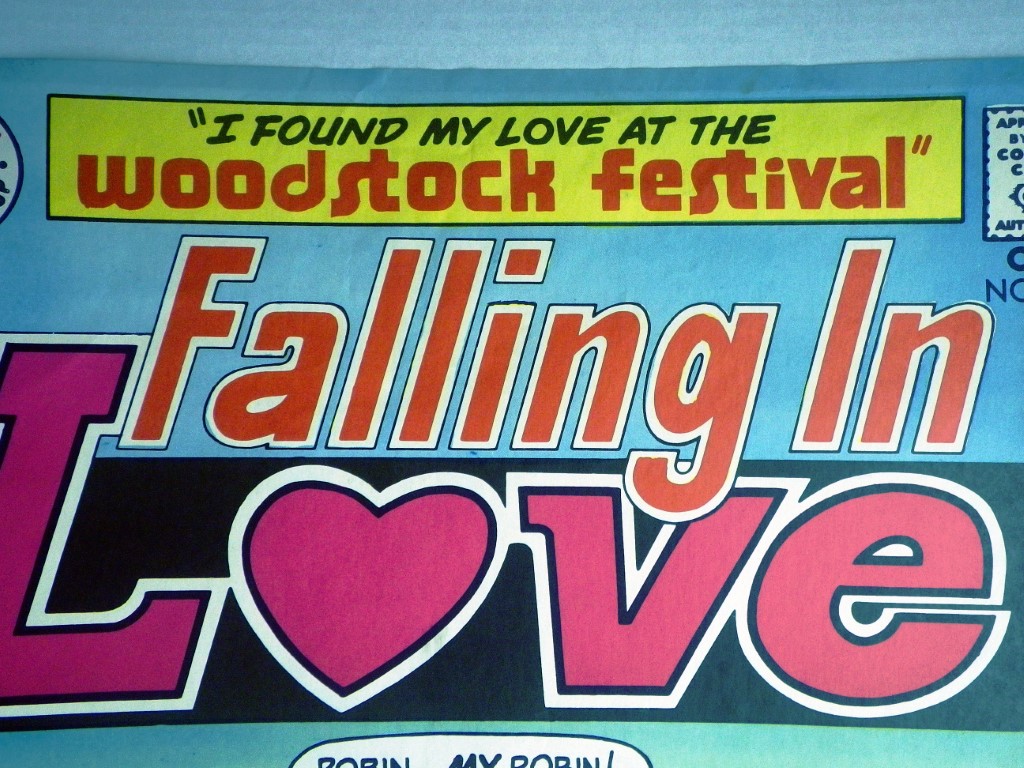 "I FOUND MY LOVE AT THE
woodstock festival"
Falling In
Love
ROBIN, MY ROBIN!